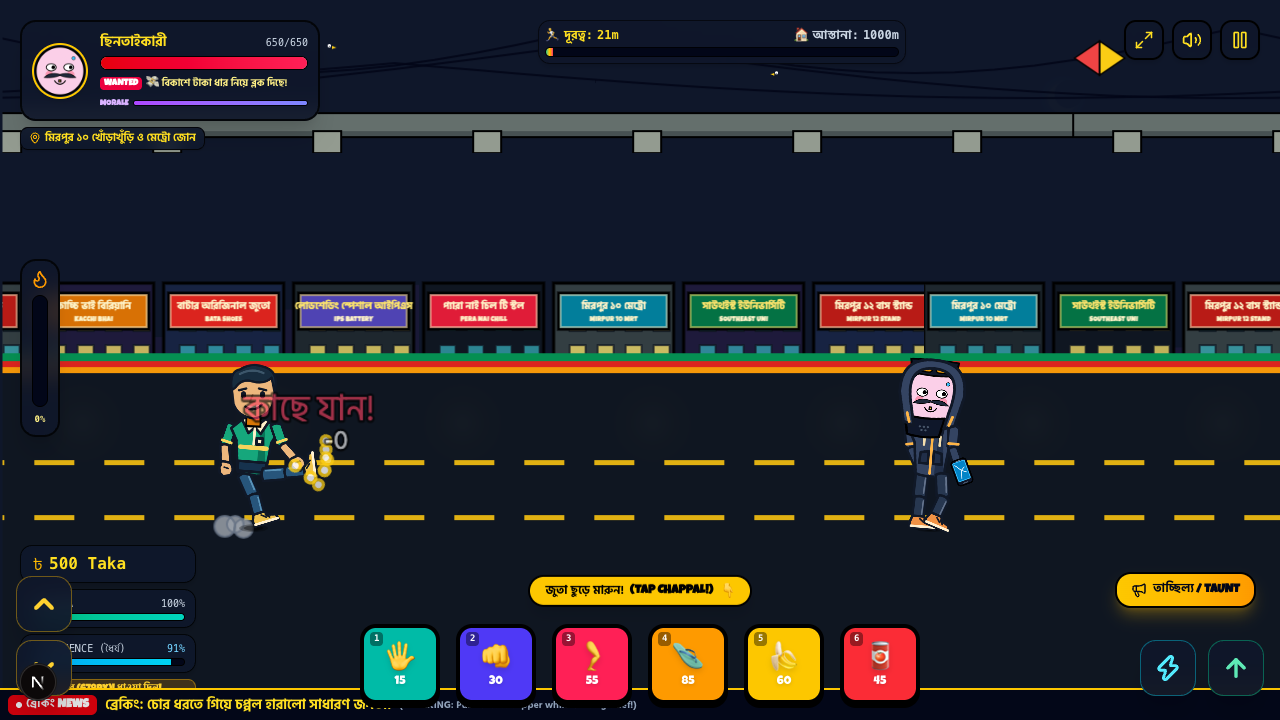 ছিনতাইকারী 650/650
WANTED 💸 বিকাশে টাকা ধার নিয়ে ব্লক দিছে!
MORALE
🏃 দূরত্ব: 21m 🏠 আস্তানা: 1000m
মিরপুর ১০ খোঁড়াখুঁড়ি ও মেট্রো জোন
কাচ্চি ভাই বিরিয়ানি
KACCHI BHAI
বাটার অরিজিনাল জুতো
BATA SHOES
লোডশেডিং স্পেশাল আইপিএস
IPS BATTERY
প্যারা নাই চিল টি স্টল
PERA NAI CHILL
মিরপুর ১০ মেট্রো
MIRPUR 10 MRT
সাউথইস্ট ইউনিভার্সিটি
SOUTHEAST UNI
মিরপুর ১২ বাস স্ট্যান্ড
MIRPUR 12 STAND
মিরপুর ১০ মেট্রো
MIRPUR 10 MRT
সাউথইস্ট ইউনিভার্সিটি
SOUTHEAST UNI
মিরপুর ১২ বাস স্ট্যান্ড
MIRPUR 12 STAND
0%
কাছে যান!
-0
৳ 500 Taka
100%
ENCE (ধৈর্য) 91%
জুতা ছুড়ে মারুন! (TAP CHAPPAL!) 👇
তাচ্ছিল্য / TAUNT
1 15
2 30
3 55
4 85
5 60
6 45
N
ব্রেকিং NEWS ব্রেকিং: চোর ধরতে গিয়ে চপ্পল হারালো সাধারণ